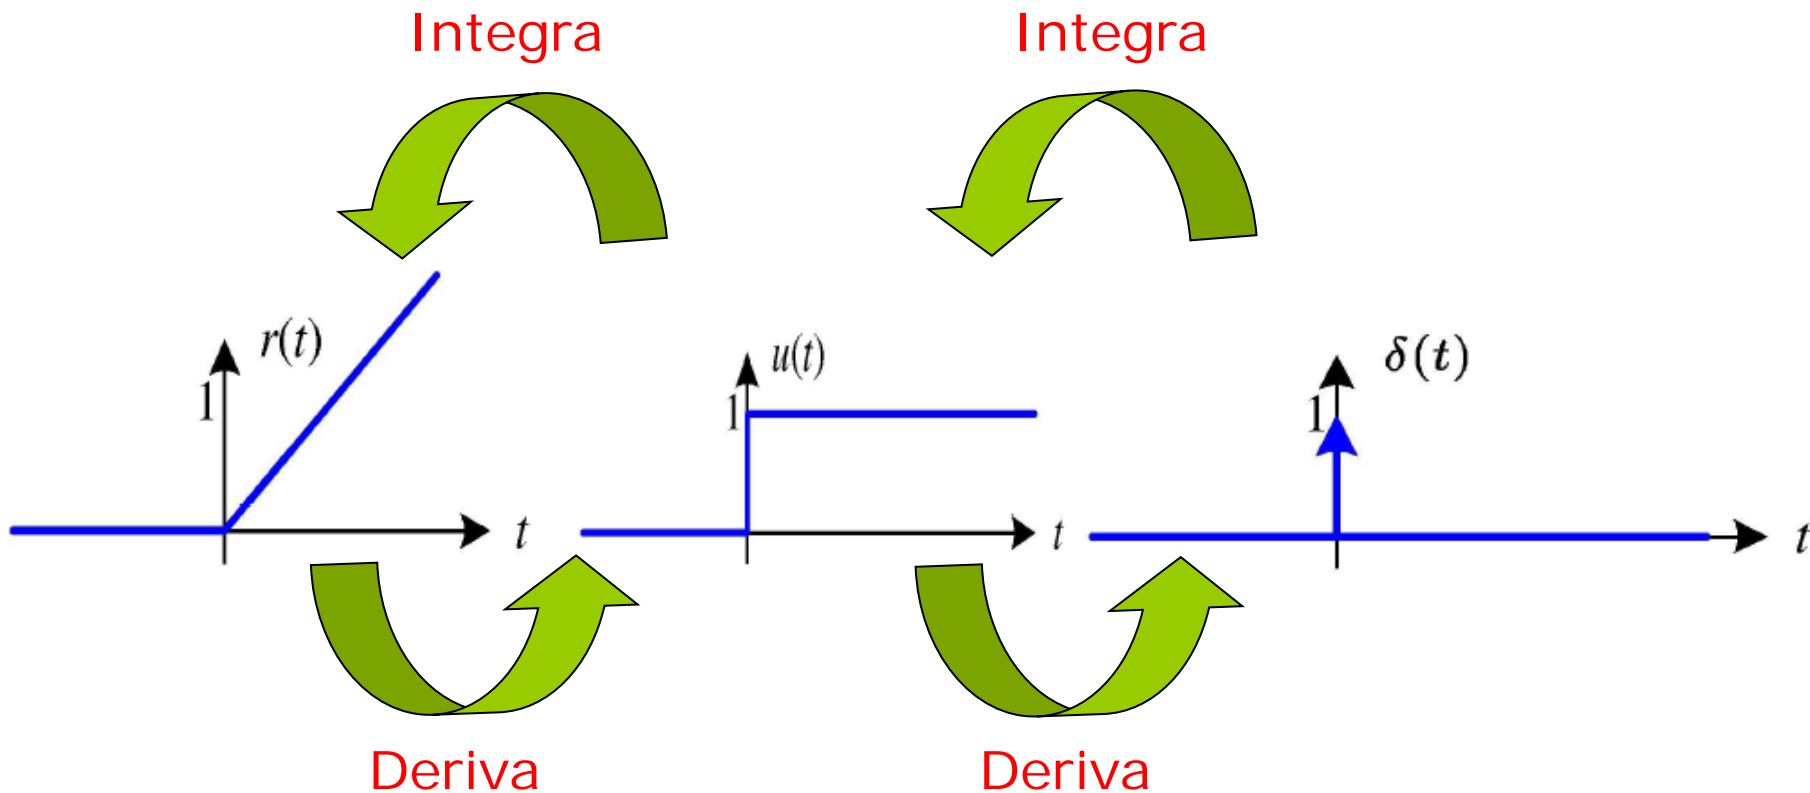 Integra Integra
r(t) u(t) δ(t)
1 1 1
t t t
Deriva Deriva